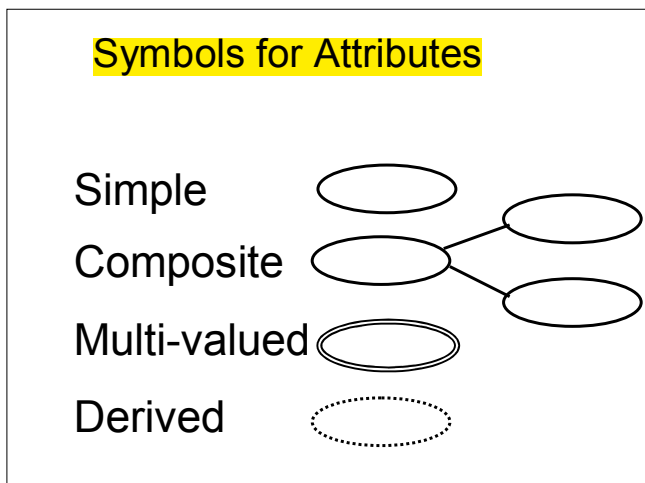 Symbols for Attributes
Simple
Composite
Multi-valued
Derived